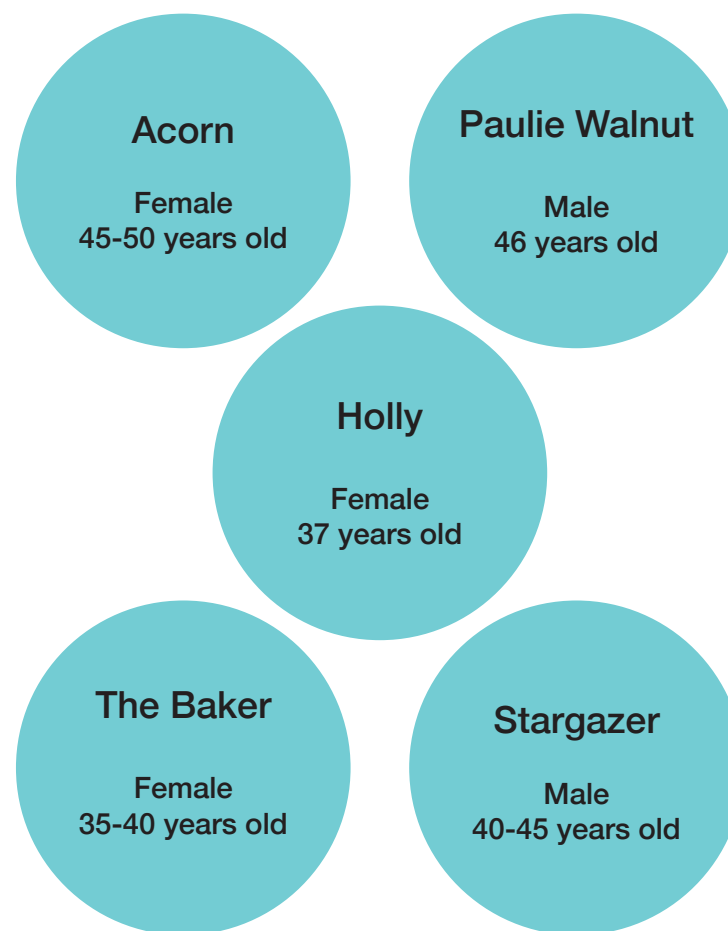 Acorn
Female
45-50 years old
Paulie Walnut
Male
46 years old
Holly
Female
37 years old
The Baker
Female
35-40 years old
Stargazer
Male
40-45 years old